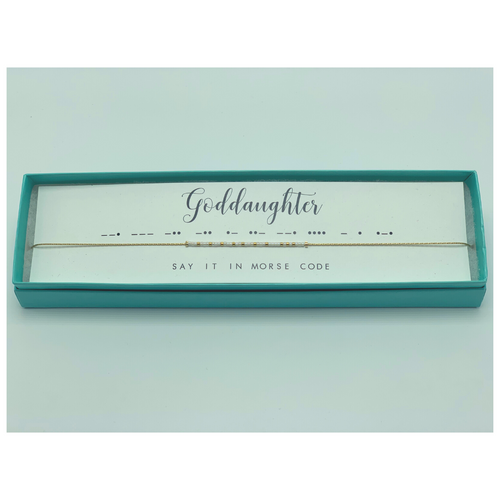 Goddaughter
--• --- -•• -•• •- ••- --• •••• - • •-•
SAY IT IN MORSE CODE